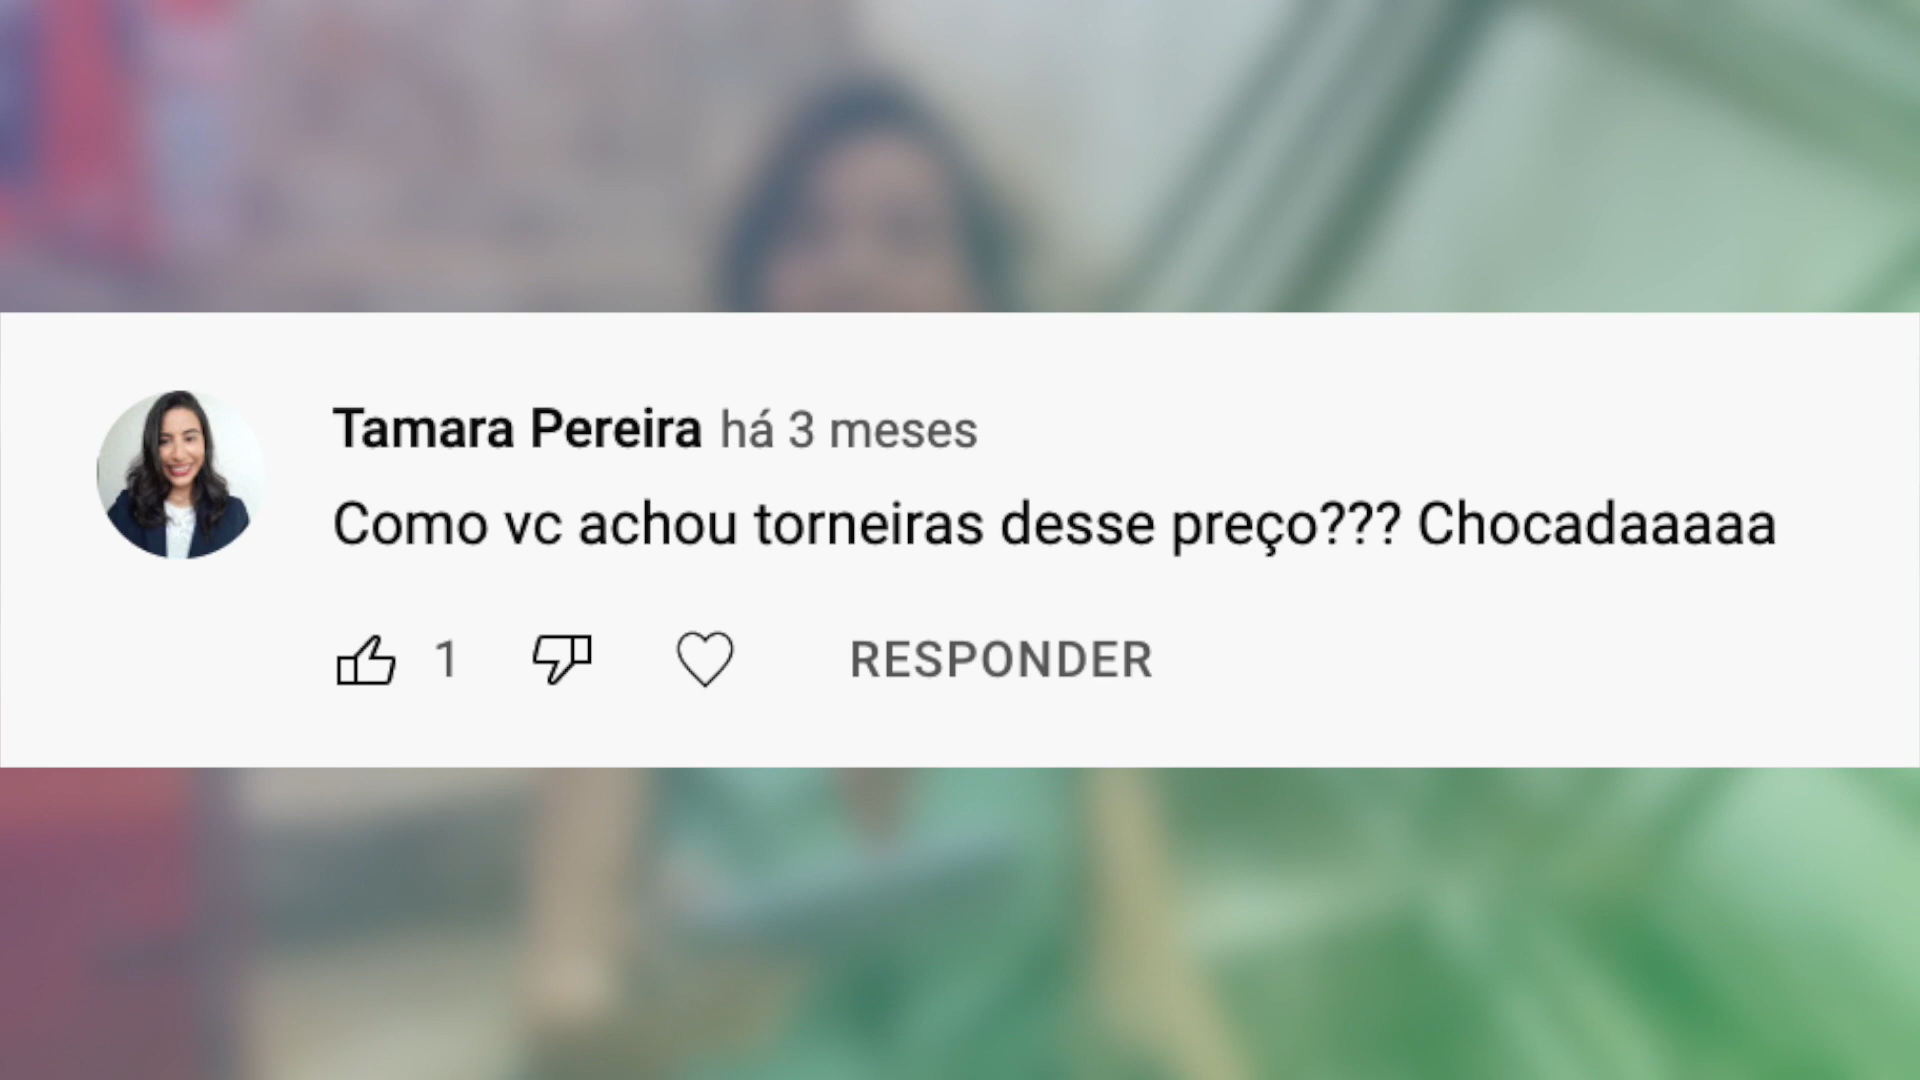 Tamara Pereira há 3 meses
Como vc achou torneiras desse preço??? Chocadaaaaa
1 RESPONDER